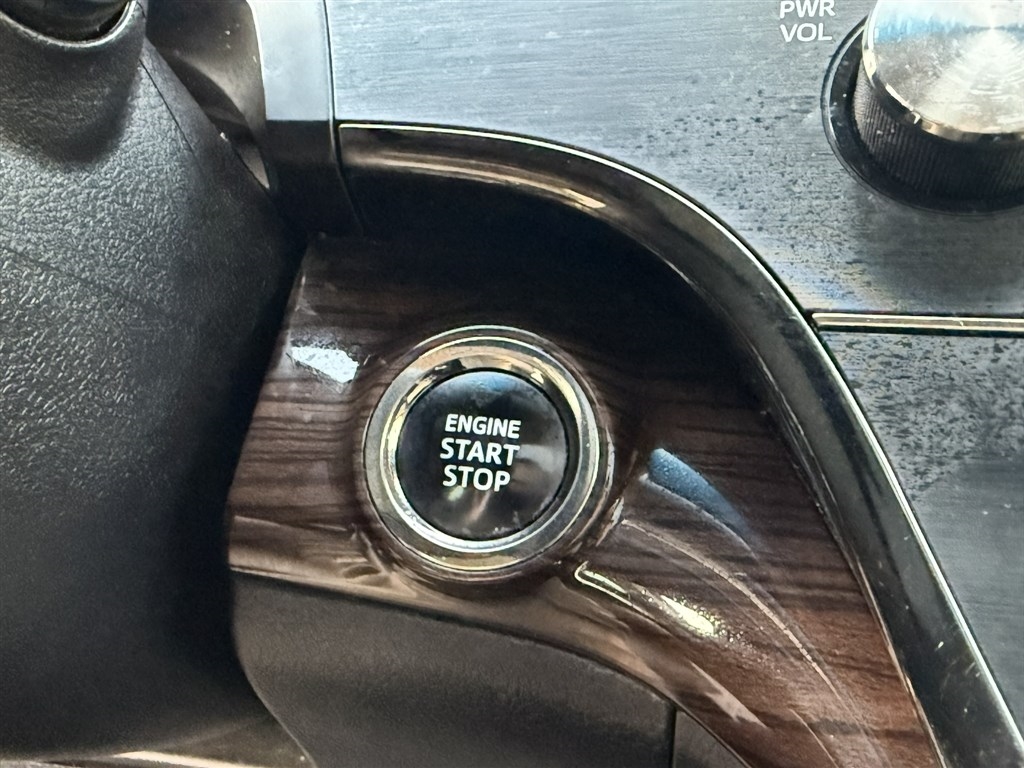 PWR
VOL
ENGINE
START
STOP